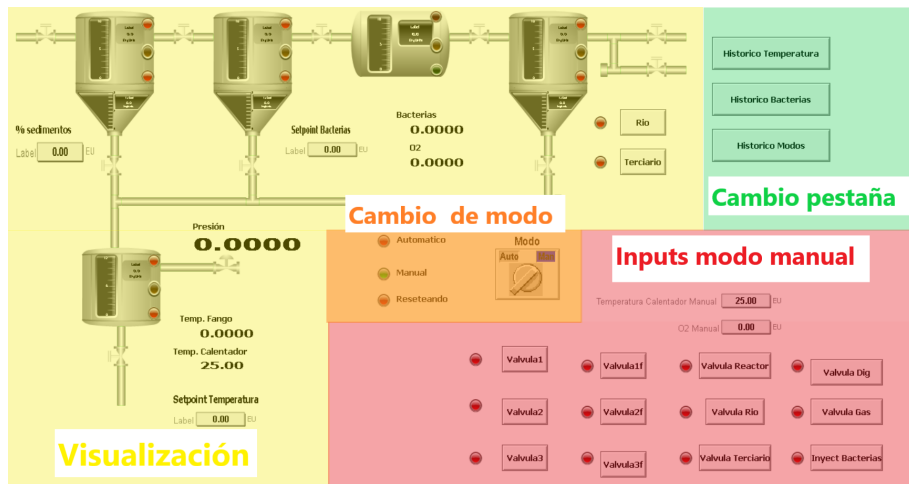 Label
Label
Label
Historico Temperatura
Historico Bacterias
Historico Modos
Cambio pestaña
% sedimentos
Label 0.00 EU
Setpoint Bacterias
Label 0.00 EU
Bacterias
0.0000
O2
0.0000
Rio
Terciario
Cambio de modo
Presión
0.0000
Automatico
Manual
Reseteando
Modo
Auto
Inputs modo manual
Temperatura Calentador Manual 25.00 EU
O2 Manual 0.00 EU
Temp. Fango
0.0000
Temp. Calentador
25.00
Setpoint Temperatura
Label 0.00 EU
Visualización
Valvula1
Valvula1f
Valvula Reactor
Valvula Dig
Valvula2
Valvula2f
Valvula Rio
Valvula Gas
Valvula3
Valvula3f
Valvula Terciario
Inyect Bacterias